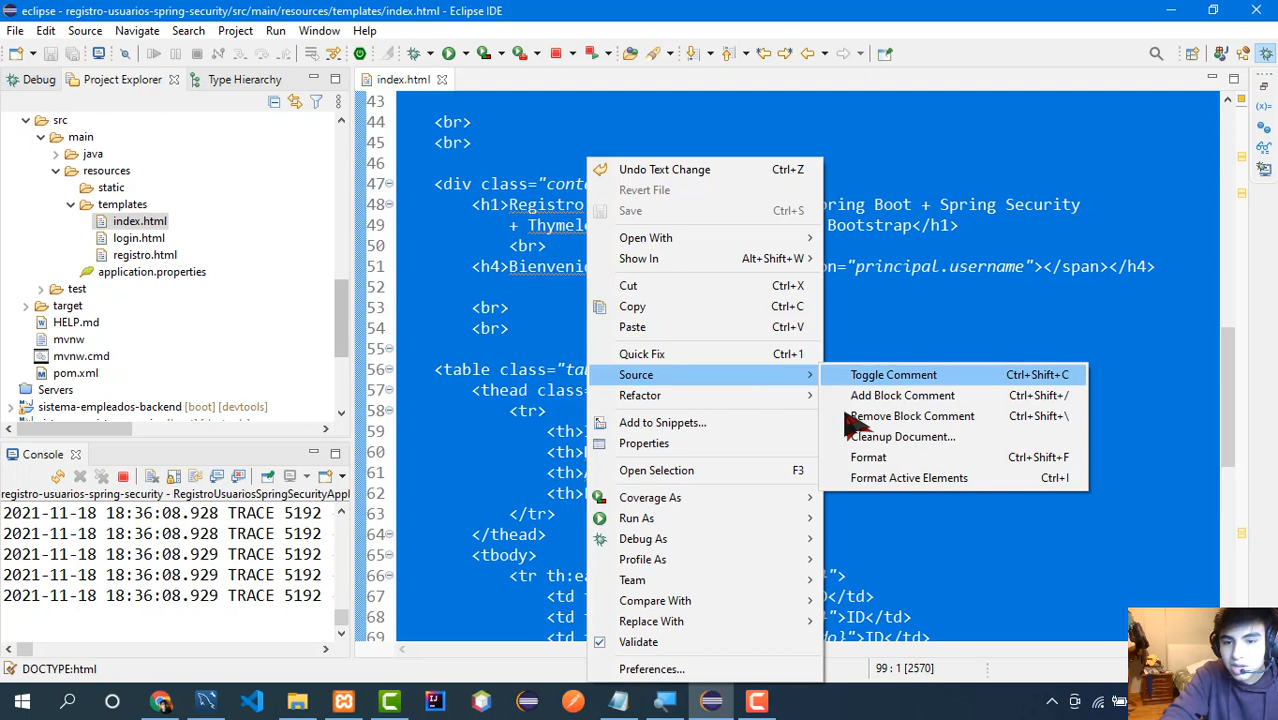 eclipse - registro-usuarios-spring-security/src/main/resources/templates/index.html - Eclipse IDE
File Edit Source Navigate Search Project Run Window Help
Debug Project Explorer Type Hierarchy
index.html
src
main
java
resources
static
templates
index.html
login.html
registro.html
application.properties
test
target
HELP.md
mvnw
mvnw.cmd
pom.xml
Servers
sistema-empleados-backend [boot] [devtools]
Console
registro-usuarios-spring-security - RegistroUsuariosSpringSecurityAppl
2021-11-18 18:36:08.928 TRACE 5192
2021-11-18 18:36:08.928 TRACE 5192
2021-11-18 18:36:08.929 TRACE 5192
2021-11-18 18:36:08.929 TRACE 5192
2021-11-18 18:36:08.929 TRACE 5192
43
44 <br>
45 <br>
46
47 <div class="conta
48 <h1>Registro pring Boot + Spring Security
49 + Thymele Bootstrap</h1>
50 <br>
51 <h4>Bienvenid on="principal.username"></span></h4>
52
53 <br>
54 <br>
55
56 <table class="tab
57 <thead class=
58 <tr>
59 <th>
60 <th>
61 <th>
62 <th>
63 </tr>
64 </thead>
65 <tbody>
66 <tr th:ea }">
67 <td }">ID</td>
68 <td }">ID</td>
69 <td do}">ID</td>
Undo Text Change Ctrl+Z
Revert File
Save Ctrl+S
Open With
Show In Alt+Shift+W
Cut Ctrl+X
Copy Ctrl+C
Paste Ctrl+V
Quick Fix Ctrl+1
Source
Refactor
Add to Snippets...
Properties
Open Selection F3
Coverage As
Run As
Debug As
Profile As
Team
Compare With
Replace With
Validate
Preferences...
Toggle Comment Ctrl+Shift+C
Add Block Comment Ctrl+Shift+/
Remove Block Comment Ctrl+Shift+\
Cleanup Document...
Format Ctrl+Shift+F
Format Active Elements Ctrl+I
DOCTYPE:html
99 : 1 [2570]